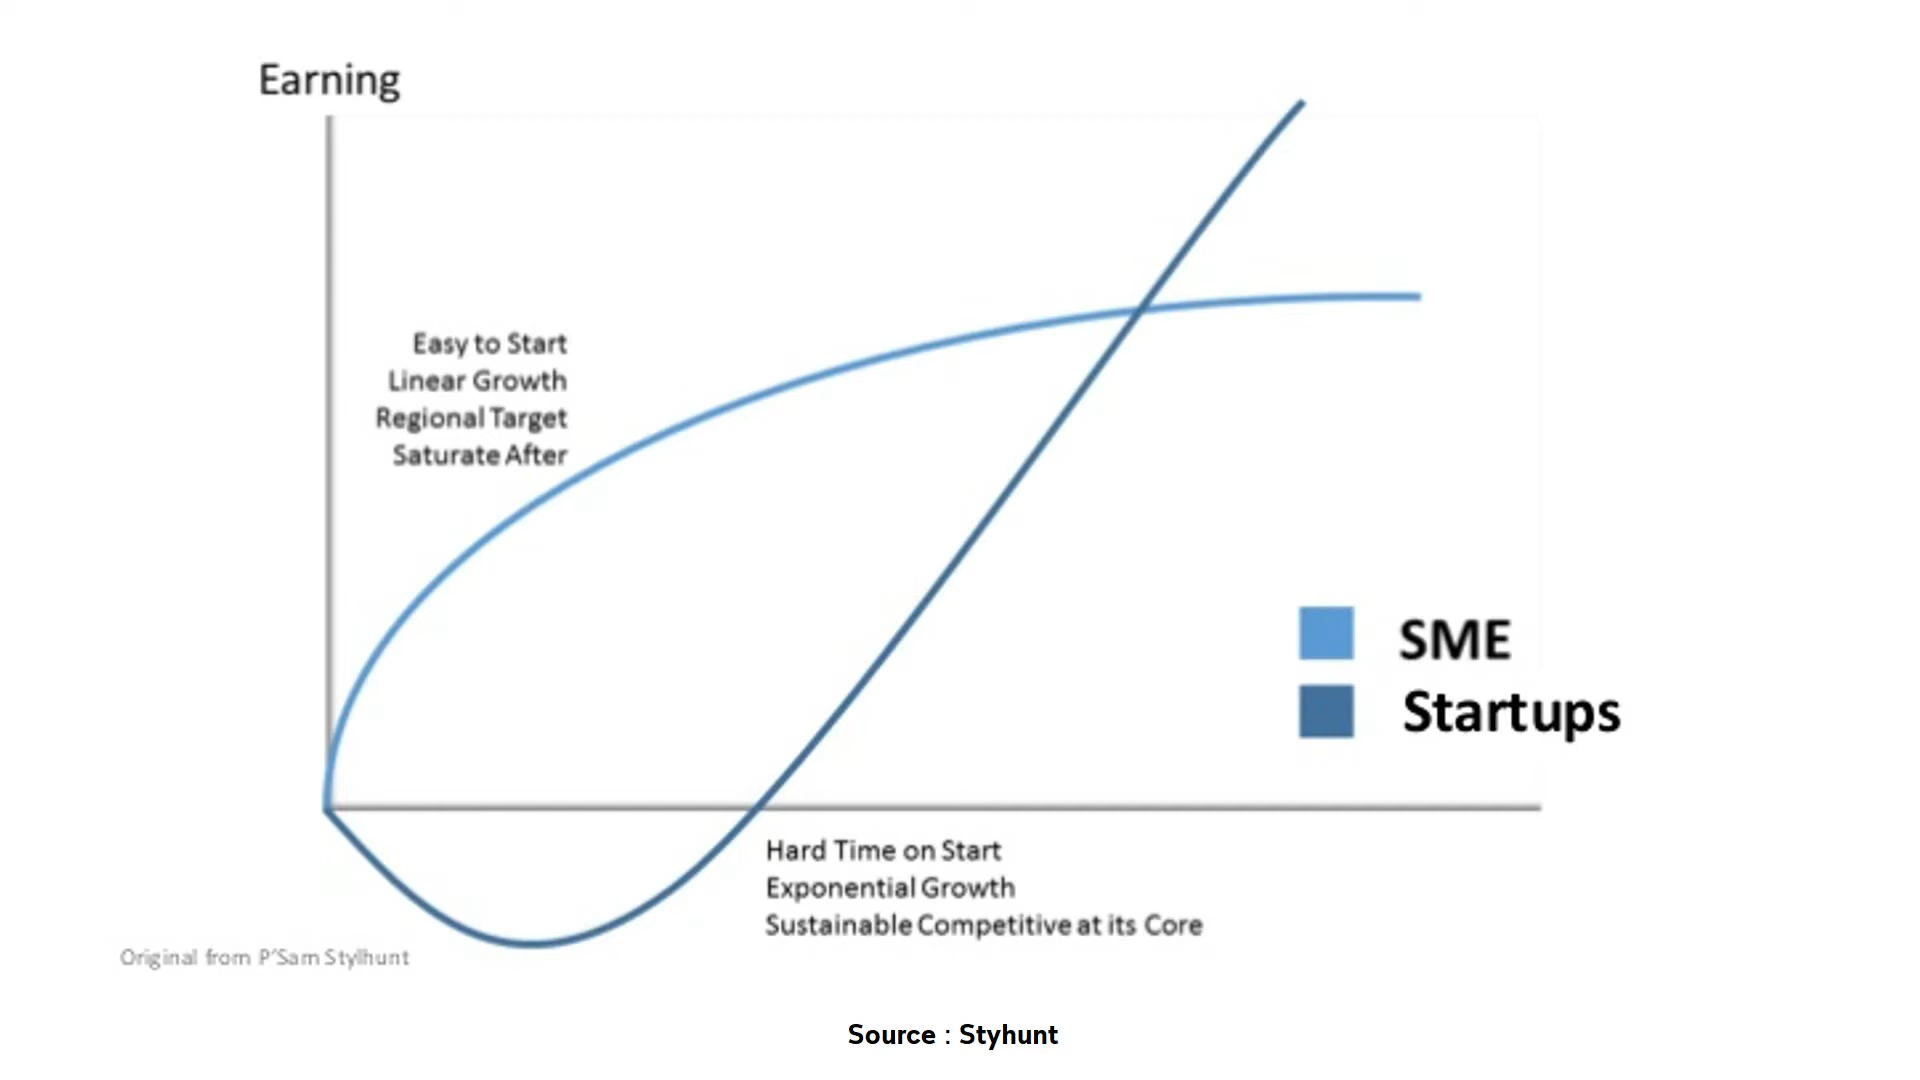 Earning
Easy to Start
Linear Growth
Regional Target
Saturate After
SME
Startups
Hard Time on Start
Exponential Growth
Sustainable Competitive at its Core
Original from P'Sam Stylhunt
Source : Styhunt